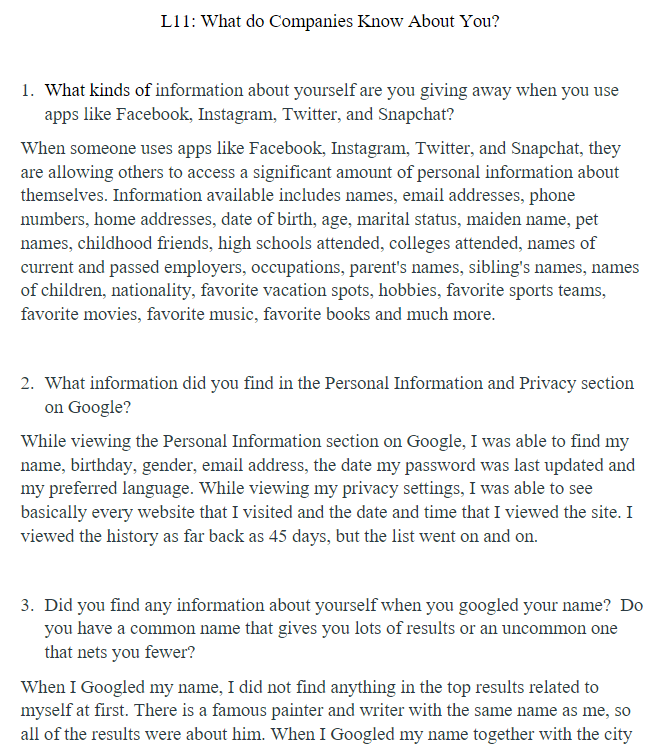 L11: What do Companies Know About You?
1. What kinds of information about yourself are you giving away when you use
apps like Facebook, Instagram, Twitter, and Snapchat?
When someone uses apps like Facebook, Instagram, Twitter, and Snapchat, they
are allowing others to access a significant amount of personal information about
themselves. Information available includes names, email addresses, phone
numbers, home addresses, date of birth, age, marital status, maiden name, pet
names, childhood friends, high schools attended, colleges attended, names of
current and passed employers, occupations, parent's names, sibling's names, names
of children, nationality, favorite vacation spots, hobbies, favorite sports teams,
favorite movies, favorite music, favorite books and much more.
2. What information did you find in the Personal Information and Privacy section
on Google?
While viewing the Personal Information section on Google, I was able to find my
name, birthday, gender, email address, the date my password was last updated and
my preferred language. While viewing my privacy settings, I was able to see
basically every website that I visited and the date and time that I viewed the site. I
viewed the history as far back as 45 days, but the list went on and on.
3. Did you find any information about yourself when you googled your name?  Do
you have a common name that gives you lots of results or an uncommon one
that nets you fewer?
When I Googled my name, I did not find anything in the top results related to
myself at first. There is a famous painter and writer with the same name as me, so
all of the results were about him. When I Googled my name together with the city